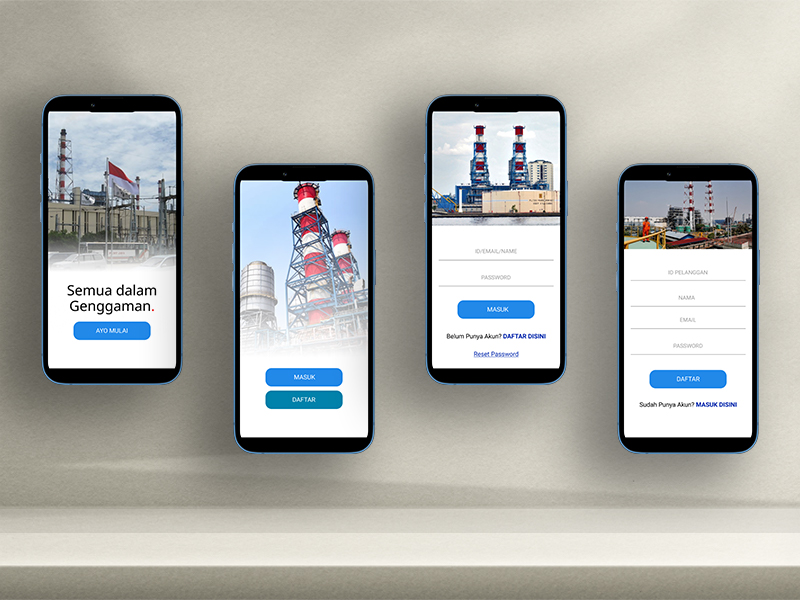 Semua dalam
Genggaman.
AYO MULAI
MASUK
DAFTAR
ID/EMAIL/NAME
PASSWORD
MASUK
Belum Punya Akun? DAFTAR DISINI
Reset Password
ID PELANGGAN
NAMA
EMAIL
PASSWORD
DAFTAR
Sudah Punya Akun? MASUK DISINI